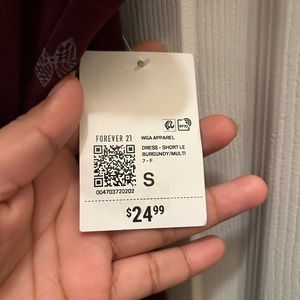 FOREVER 21
WGA APPAREL
DRESS - SHORT LE
BURGUNDY/MULTI
7 - F
S
004703720202
$24.99